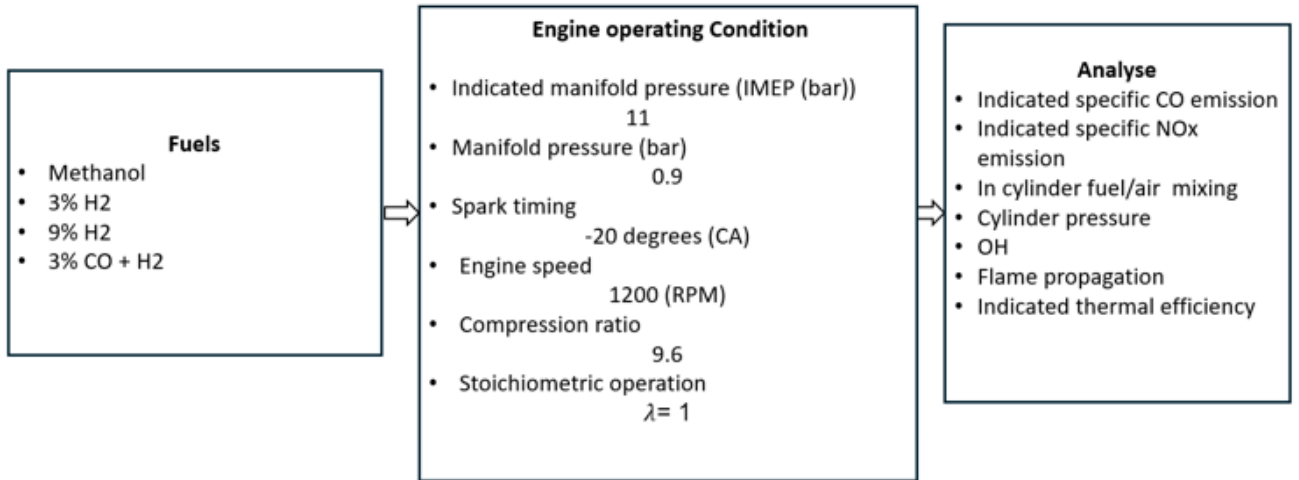 Fuels
• Methanol
• 3% H2
• 9% H2
• 3% CO + H2
Engine operating Condition
• Indicated manifold pressure (IMEP (bar))
11
• Manifold pressure (bar)
0.9
• Spark timing
-20 degrees (CA)
• Engine speed
1200 (RPM)
• Compression ratio
9.6
• Stoichiometric operation
λ= 1
Analyse
• Indicated specific CO emission
• Indicated specific NOx
emission
• In cylinder fuel/air mixing
• Cylinder pressure
• OH
• Flame propagation
• Indicated thermal efficiency